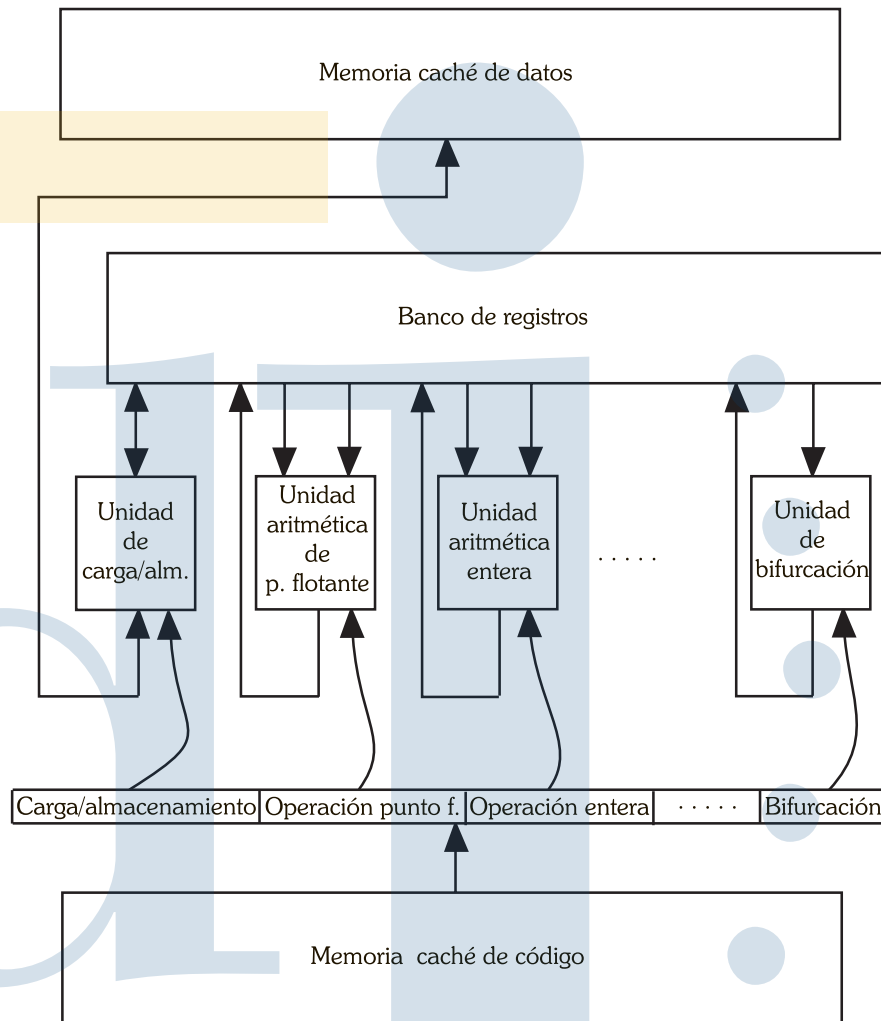 Memoria caché de datos
Banco de registros
Unidad
de
carga/alm.
Unidad
aritmética
de
p. flotante
Unidad
aritmética
entera
. . . . .
Unidad
de
bifurcación
Carga/almacenamiento
Operación punto f.
Operación entera
. . . . .
Bifurcación
Memoria caché de código